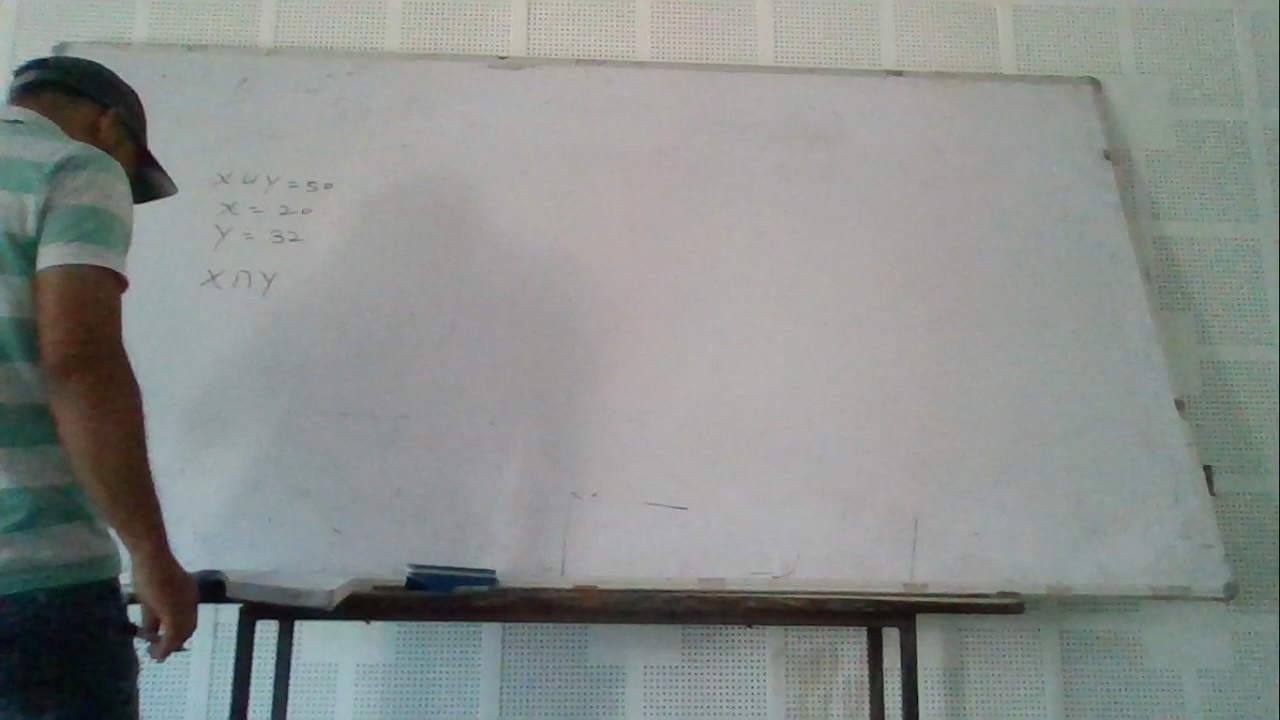 X ∪ Y = 50
X = 20
Y = 32
X ∩ Y